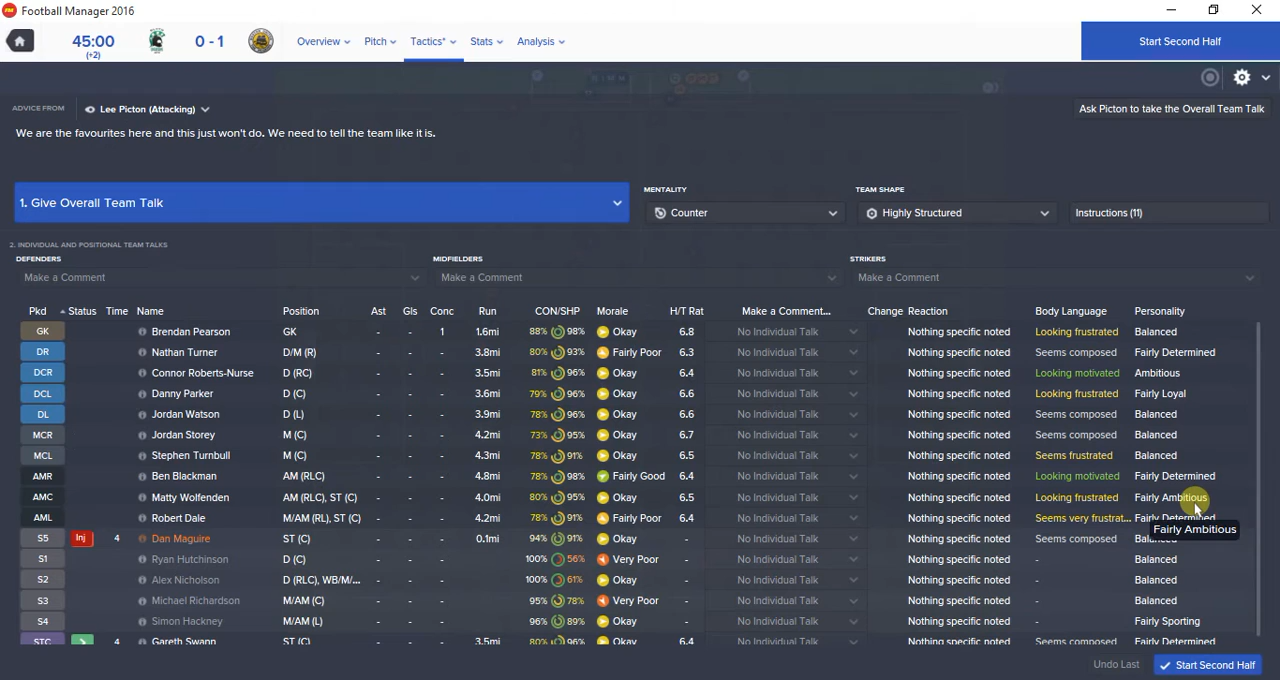 Football Manager 2016
45:00
(+2)
0 - 1
Overview
Pitch
Tactics*
Stats
Analysis
Start Second Half
ADVICE FROM
Lee Picton (Attacking)
Ask Picton to take the Overall Team Talk
We are the favourites here and this just won't do. We need to tell the team like it is.
1. Give Overall Team Talk
MENTALITY
Counter
TEAM SHAPE
Highly Structured
Instructions (11)
2. INDIVIDUAL AND POSITIONAL TEAM TALKS
DEFENDERS
Make a Comment
MIDFIELDERS
Make a Comment
STRIKERS
Make a Comment
Pkd Status Time Name Position Ast Gls Conc Run CON/SHP Morale H/T Rat Make a Comment... Change Reaction Body Language Personality
GK Brendan Pearson GK - - 1 1.6mi 88% 98% Okay 6.8 No Individual Talk Nothing specific noted Looking frustrated Balanced
DR Nathan Turner D/M (R) - - - 3.8mi 80% 93% Fairly Poor 6.3 No Individual Talk Nothing specific noted Seems composed Fairly Determined
DCR Connor Roberts-Nurse D (RC) - - - 3.5mi 81% 96% Okay 6.4 No Individual Talk Nothing specific noted Looking motivated Ambitious
DCL Danny Parker D (C) - - - 3.6mi 79% 96% Okay 6.6 No Individual Talk Nothing specific noted Looking frustrated Fairly Loyal
DL Jordan Watson D (L) - - - 3.9mi 78% 96% Okay 6.6 No Individual Talk Nothing specific noted Seems composed Balanced
MCR Jordan Storey M (C) - - - 4.2mi 73% 95% Okay 6.7 No Individual Talk Nothing specific noted Seems composed Balanced
MCL Stephen Turnbull M (C) - - - 4.3mi 78% 91% Okay 6.5 No Individual Talk Nothing specific noted Seems frustrated Balanced
AMR Ben Blackman AM (RLC) - - - 4.8mi 78% 98% Fairly Good 6.4 No Individual Talk Nothing specific noted Looking motivated Fairly Determined
AMC Matty Wolfenden AM (RLC), ST (C) - - - 4.0mi 80% 95% Okay 6.5 No Individual Talk Nothing specific noted Looking frustrated Fairly Ambitious
AML Robert Dale M/AM (RL), ST (C) - - - 4.2mi 78% 91% Fairly Poor 6.4 No Individual Talk Nothing specific noted Seems very frustrat... Fairly Determined
Fairly Ambitious
S5 Inj 4 Dan Maguire ST (C) - - - 0.1mi 94% 91% Okay - No Individual Talk Nothing specific noted Seems composed Balanced
S1 Ryan Hutchinson D (C) - - - 100% 56% Very Poor - No Individual Talk Nothing specific noted Balanced
S2 Alex Nicholson D (RLC), WB/M/... - - - 100% 61% Okay - No Individual Talk Nothing specific noted - Balanced
S3 Michael Richardson M/AM (C) - - - 95% 78% Very Poor - No Individual Talk Nothing specific noted Balanced
S4 Simon Hackney M/AM (L) - - - 96% 89% Okay - No Individual Talk Nothing specific noted - Fairly Sporting
STC 4 Gareth Swann ST (C) - - - 3.5mi 80% 96% Okay 6.4 No Individual Talk Nothing specific noted Seems composed Fairly Determined
Undo Last
Start Second Half